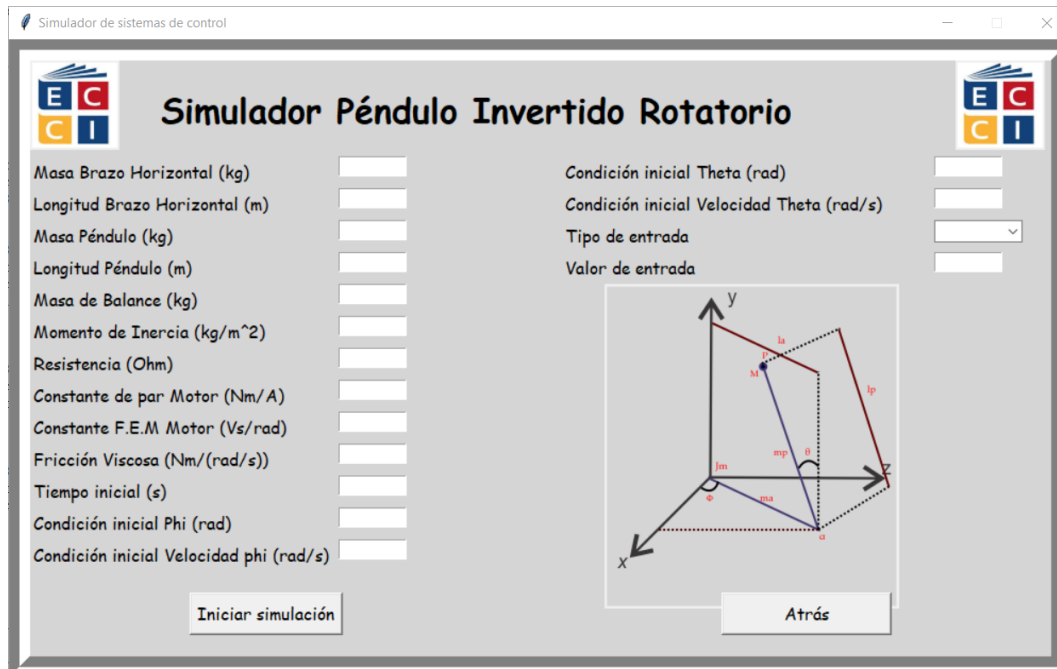 Simulador de sistemas de control
E C
C I
Simulador Péndulo Invertido Rotatorio
E C
C I
Masa Brazo Horizontal (kg)
Longitud Brazo Horizontal (m)
Masa Péndulo (kg)
Longitud Péndulo (m)
Masa de Balance (kg)
Momento de Inercia (kg/m^2)
Resistencia (Ohm)
Constante de par Motor (Nm/A)
Constante F.E.M Motor (Vs/rad)
Fricción Viscosa (Nm/(rad/s))
Tiempo inicial (s)
Condición inicial Phi (rad)
Condición inicial Velocidad phi (rad/s)
Condición inicial Theta (rad)
Condición inicial Velocidad Theta (rad/s)
Tipo de entrada
Valor de entrada
y
la
P
M
lp
mp
θ
Jm
z
Φ
ma
a
x
Iniciar simulación
Atrás